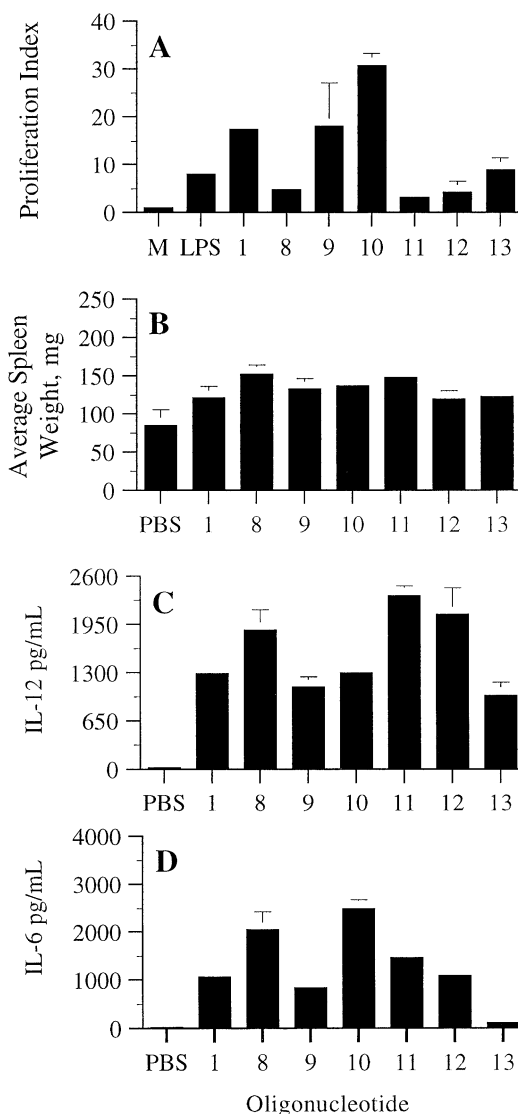 A
Proliferation Index
40
30
20
10
0
M LPS 1 8 9 10 11 12 13
B
Average Spleen
Weight, mg
250
200
150
100
50
0
PBS 1 8 9 10 11 12 13
C
IL-12 pg/mL
2600
1950
1300
650
0
PBS 1 8 9 10 11 12 13
D
IL-6 pg/mL
4000
3000
2000
1000
0
PBS 1 8 9 10 11 12 13
Oligonucleotide